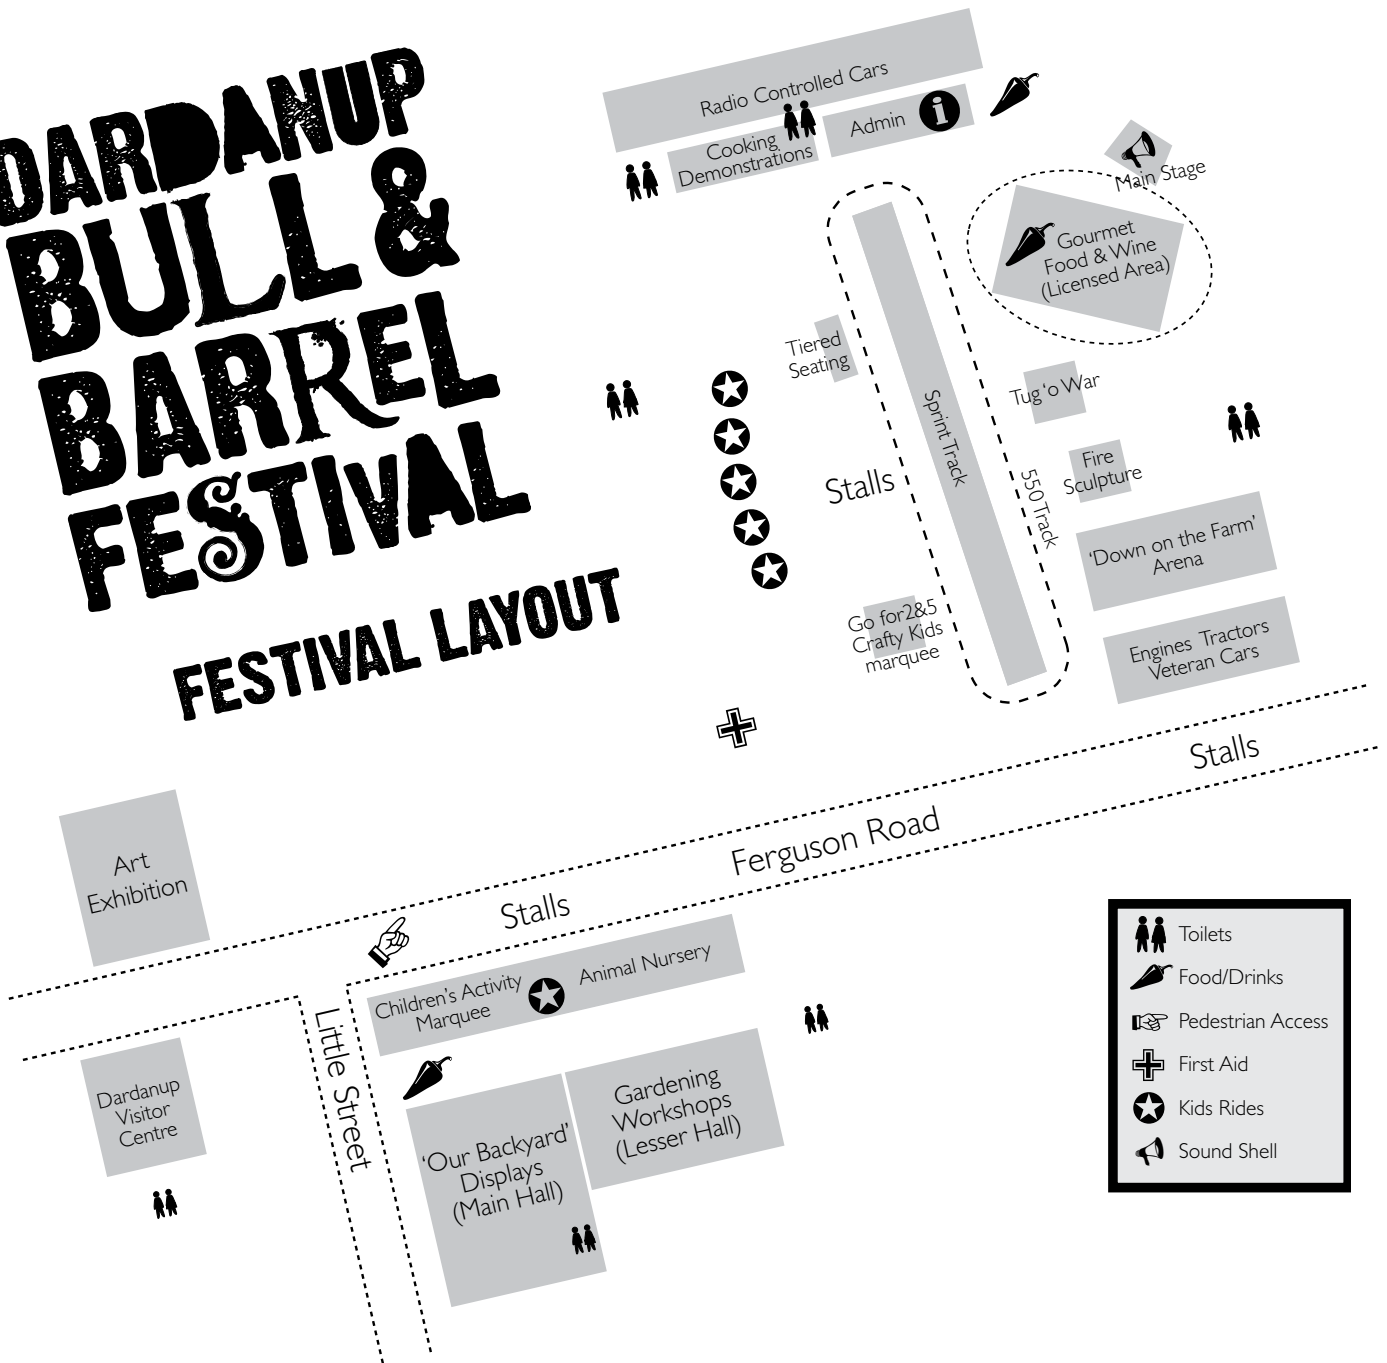 DARDANUP
BULL &
BARREL
FESTIVAL
FESTIVAL LAYOUT
Radio Controlled Cars
Cooking
Demonstrations
Admin
i
Main Stage
Gourmet
Food & Wine
(Licensed Area)
Tiered
Seating
Sprint Track
Tug 'o War
Fire
Sculpture
550 Track
Stalls
'Down on the Farm'
Arena
Go for2&5
Crafty Kids
marquee
Engines Tractors
Veteran Cars
Stalls
Ferguson Road
Stalls
Art
Exhibition
Children's Activity
Marquee
Animal Nursery
Little Street
Dardanup
Visitor
Centre
'Our Backyard'
Displays
(Main Hall)
Gardening
Workshops
(Lesser Hall)
Toilets
Food/Drinks
Pedestrian Access
First Aid
Kids Rides
Sound Shell